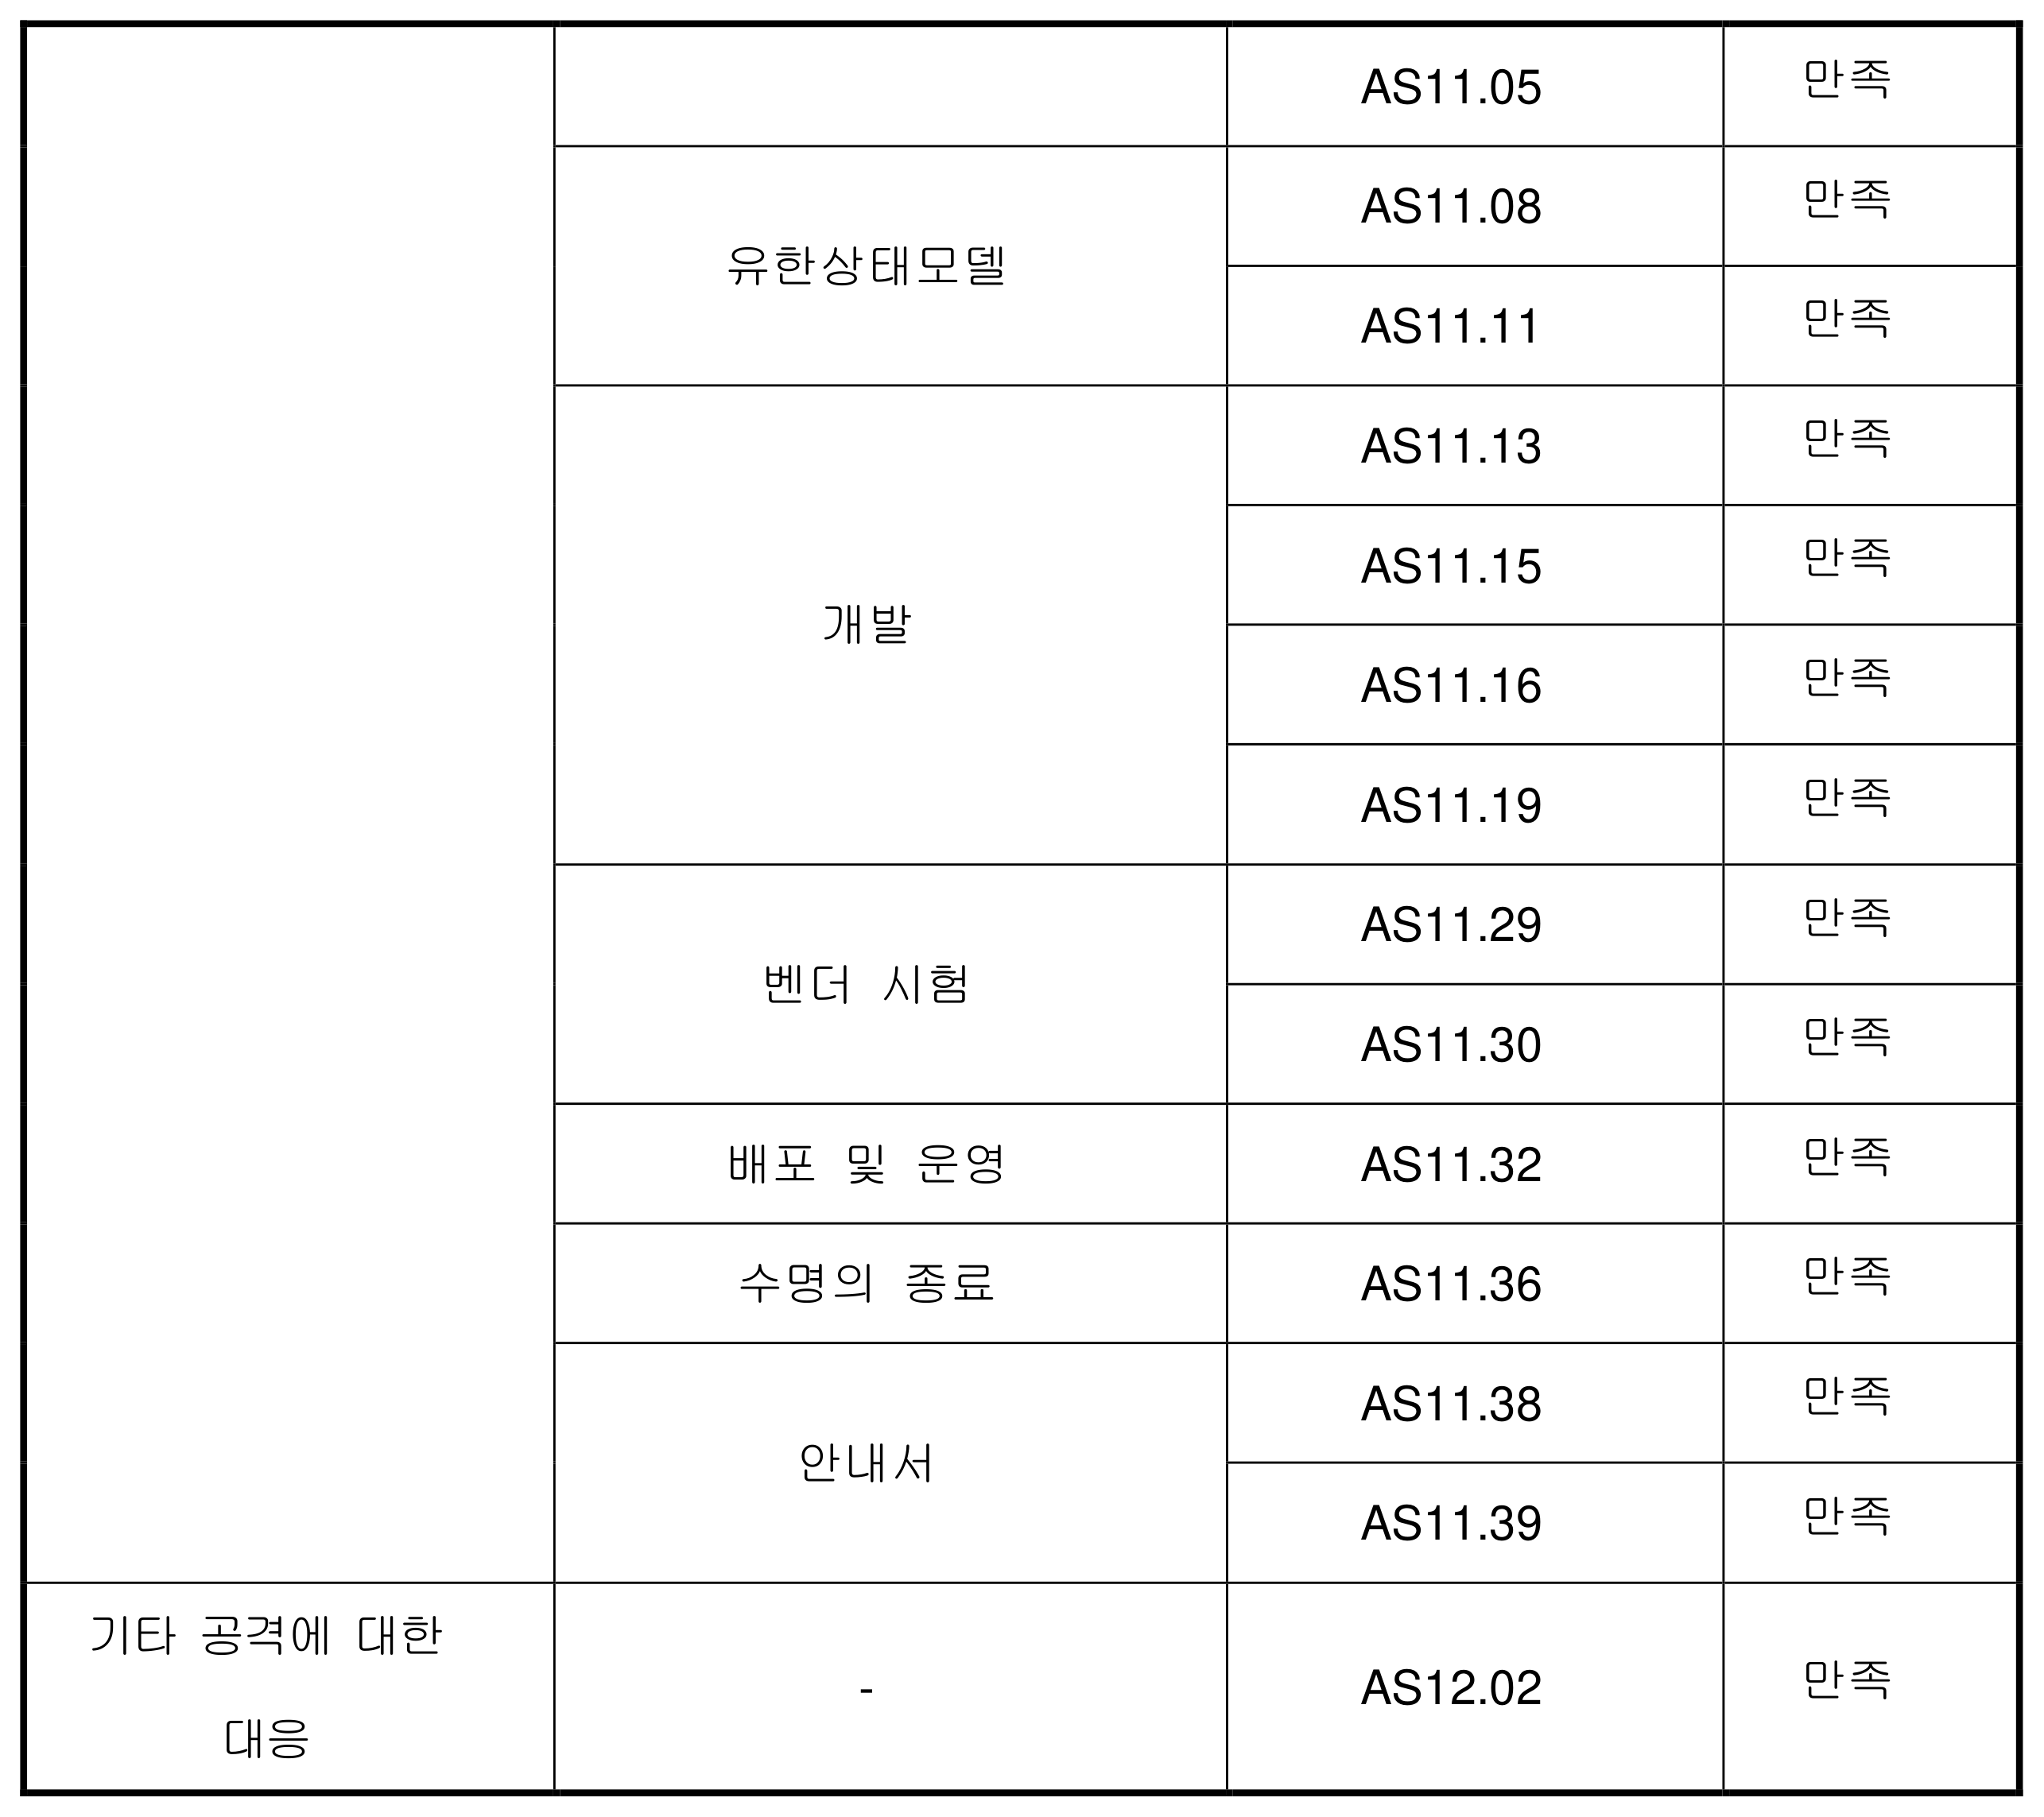 AS11.05 만족
유한상태모델 AS11.08 만족
AS11.11 만족
개발 AS11.13 만족
AS11.15 만족
AS11.16 만족
AS11.19 만족
벤더 시험 AS11.29 만족
AS11.30 만족
배포 및 운영 AS11.32 만족
수명의 종료 AS11.36 만족
안내서 AS11.38 만족
AS11.39 만족
기타 공격에 대한
대응
- AS12.02 만족